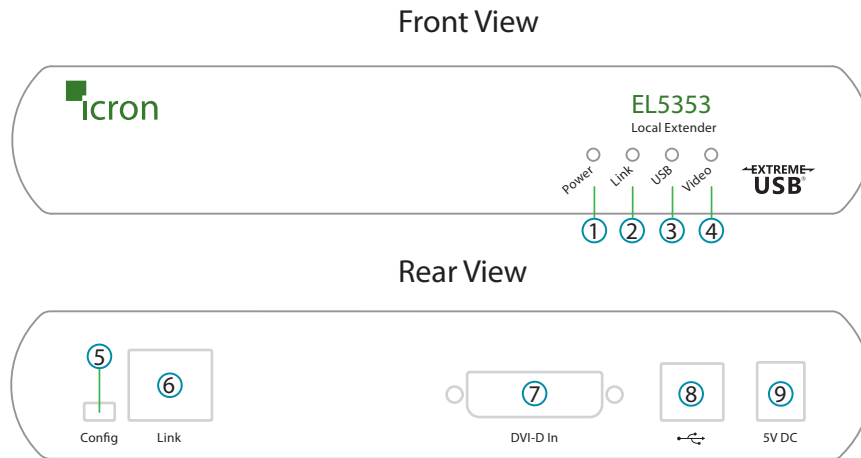 Front View
icron
EL5353
Local Extender
Power Link USB Video
EXTREME
USB®
1 2 3 4
Rear View
5
6 7 8 9
Config Link DVI-D In 5V DC